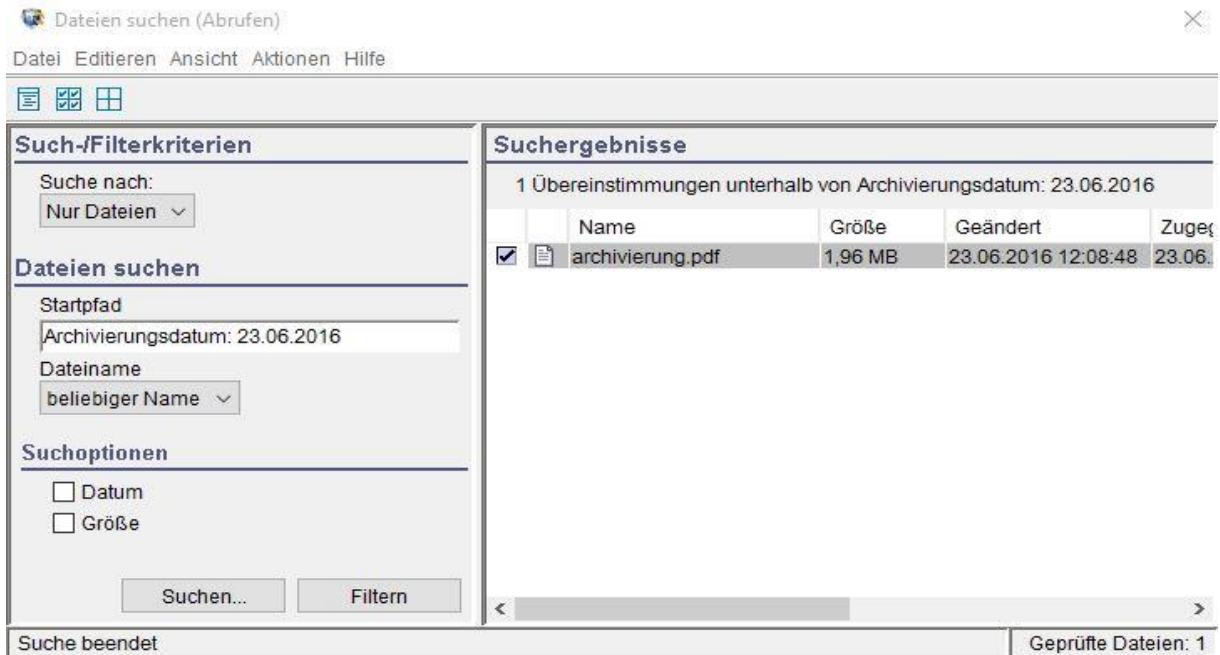 Dateien suchen (Abrufen)
Datei Editieren Ansicht Aktionen Hilfe
Such-/Filterkriterien
Suche nach:
Nur Dateien
Dateien suchen
Startpfad
Archivierungsdatum: 23.06.2016
Dateiname
beliebiger Name
Suchoptionen
Datum
Größe
Suchen... Filtern
Suchergebnisse
1 Übereinstimmungen unterhalb von Archivierungsdatum: 23.06.2016
Name Größe Geändert
archivierung.pdf 1,96 MB 23.06.2016 12:08:48 23.06.
Suche beendet
Geprüfte Dateien: 1